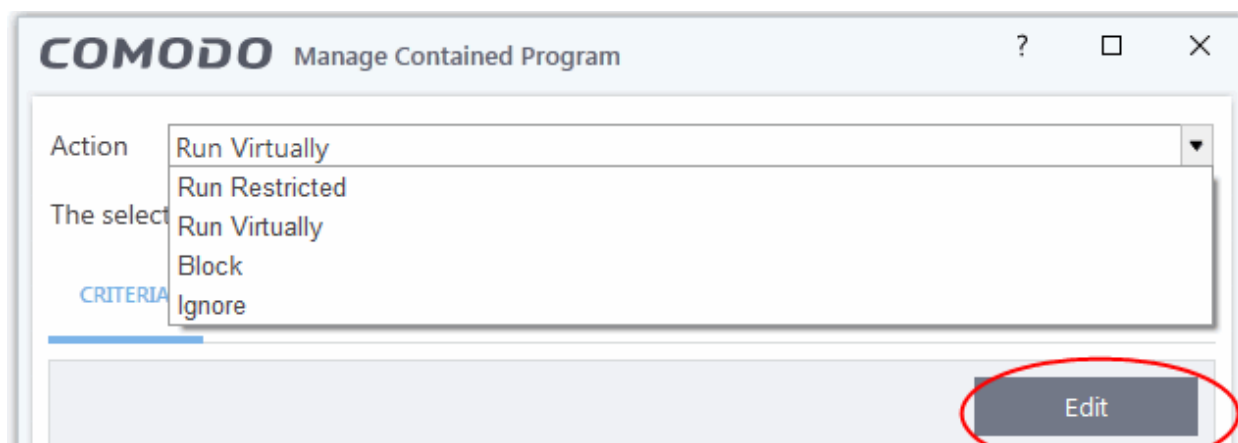 COMODO Manage Contained Program ?
Action Run Virtually
Run Restricted
The select
Run Virtually
Block
CRITERIA
Ignore
Edit